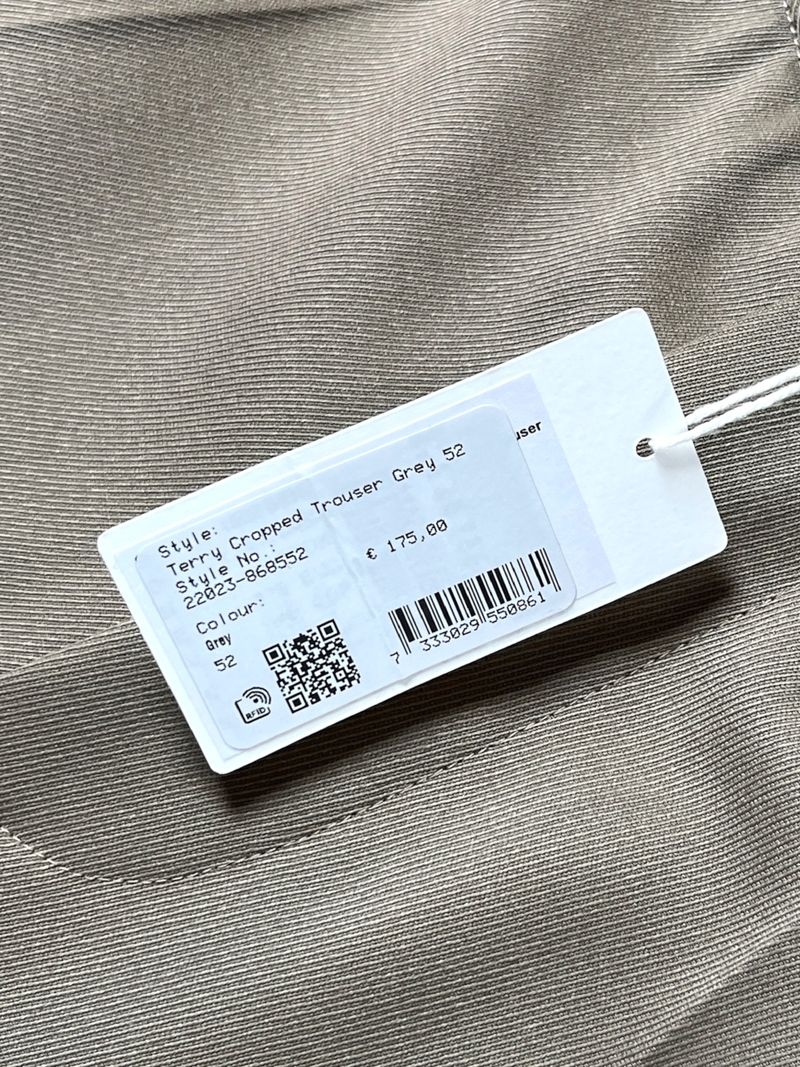 user
Style:
Terry Cropped Trouser Grey 52
Style No.:
22023-868552
€ 175,00
Colour:
Grey
52
RFID
7 333029 550861